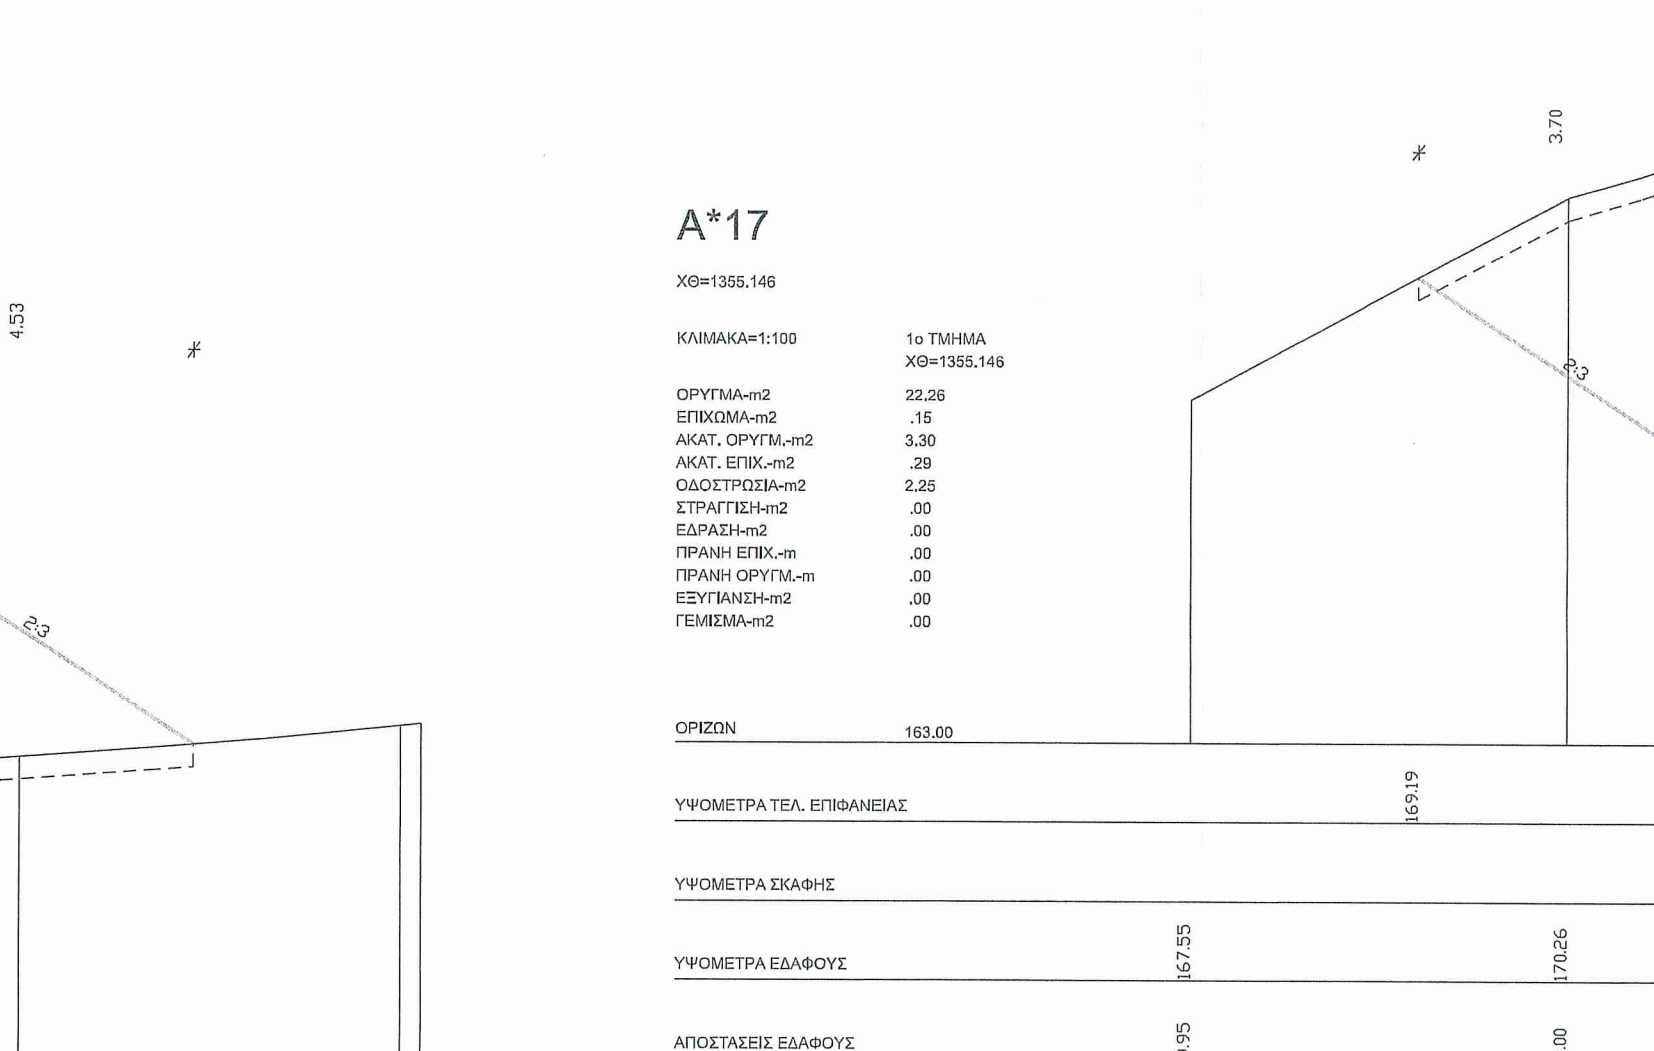 4.53
2:3
A*17
ΧΘ=1355.146
ΚΛΙΜΑΚΑ=1:100 1ο ΤΜΗΜΑ
ΧΘ=1355.146
ΟΡΥΓΜΑ-m2 22.26
ΕΠΙΧΩΜΑ-m2 .15
ΑΚΑΤ. ΟΡΥΓΜ.-m2 3.30
ΑΚΑΤ. ΕΠΙΧ.-m2 .29
ΟΔΟΣΤΡΩΣΙΑ-m2 2.25
ΣΤΡΑΓΓΙΣΗ-m2 .00
ΕΔΡΑΣΗ-m2 .00
ΠΡΑΝΗ ΕΠΙΧ.-m .00
ΠΡΑΝΗ ΟΡΥΓΜ.-m .00
ΕΞΥΓΙΑΝΣΗ-m2 .00
ΓΕΜΙΣΜΑ-m2 .00
ΟΡΙΖΩΝ 163.00
3.70
2:3
ΥΨΟΜΕΤΡΑ ΤΕΛ. ΕΠΙΦΑΝΕΙΑΣ 169.19
ΥΨΟΜΕΤΡΑ ΣΚΑΦΗΣ
ΥΨΟΜΕΤΡΑ ΕΔΑΦΟΥΣ 167.55 170.26
ΑΠΟΣΤΑΣΕΙΣ ΕΔΑΦΟΥΣ